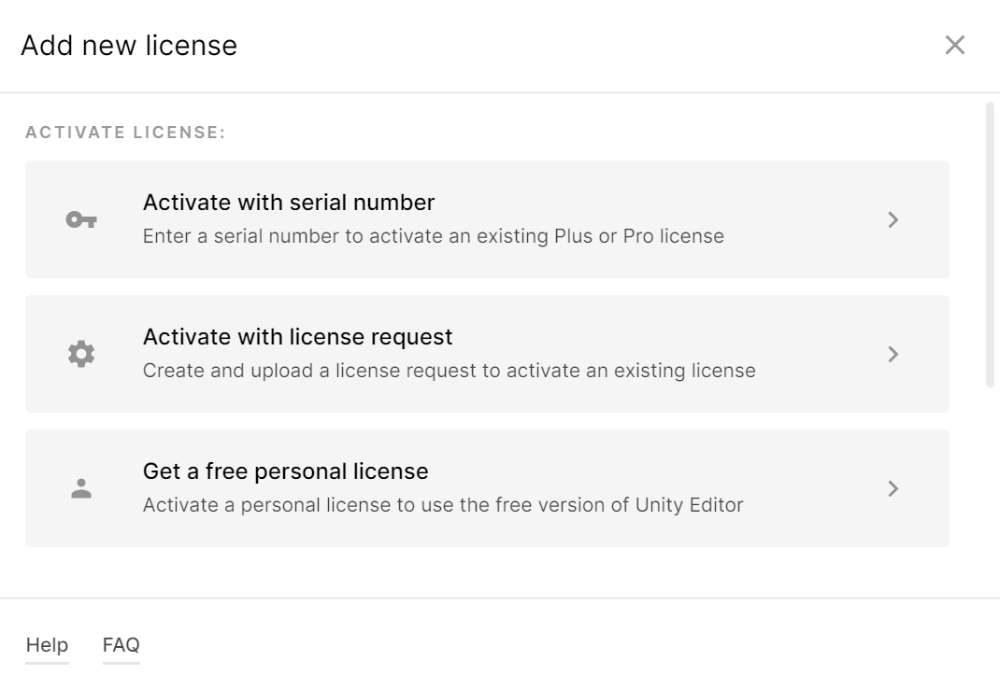 Add new license
ACTIVATE LICENSE:
Activate with serial number
Enter a serial number to activate an existing Plus or Pro license
Activate with license request
Create and upload a license request to activate an existing license
Get a free personal license
Activate a personal license to use the free version of Unity Editor
Help FAQ